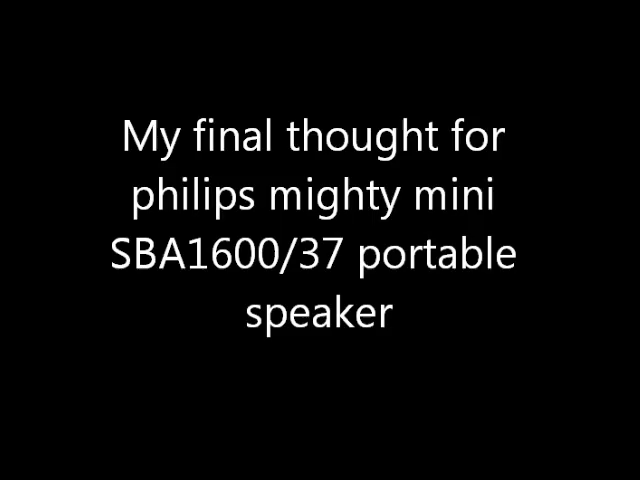 My final thought for
philips mighty mini
SBA1600/37 portable
speaker